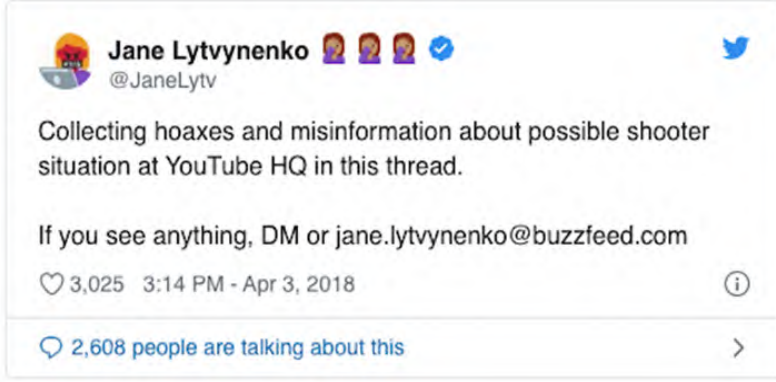 Jane Lytvynenko 🤦🏽‍♀️ 🤦🏽‍♀️ 🤦🏽‍♀️
@JaneLytv
Collecting hoaxes and misinformation about possible shooter
situation at YouTube HQ in this thread.
If you see anything, DM or jane.lytvynenko@buzzfeed.com
3,025 3:14 PM - Apr 3, 2018
2,608 people are talking about this